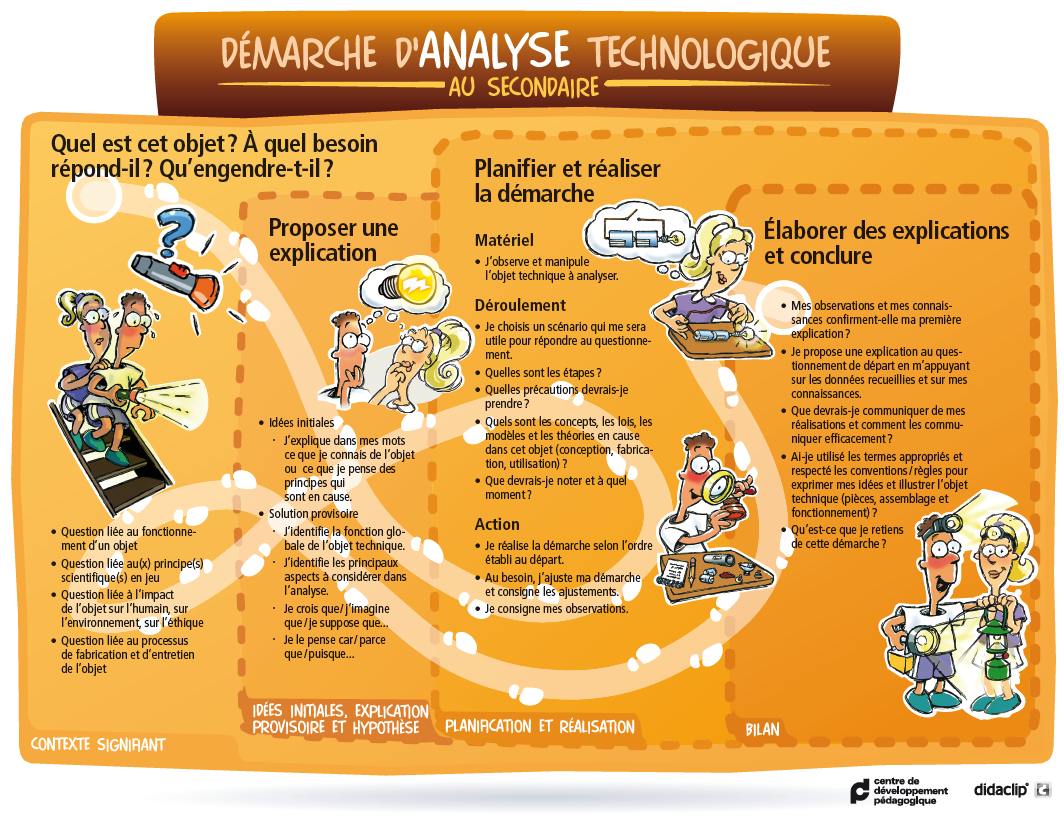 DÉMARCHE D'ANALYSE TECHNOLOGIQUE
AU SECONDAIRE
Quel est cet objet ? À quel besoin
répond-il ? Qu'engendre-t-il ?
• Question liée au fonctionne-
ment d'un objet
• Question liée au(x) principe(s)
scientifique(s) en jeu
• Question liée à l'impact
de l'objet sur l'humain, sur
l'environnement, sur l'éthique
• Question liée au processus
de fabrication et d'entretien
de l'objet
CONTEXTE SIGNIFIANT
Proposer une
explication
• Idées initiales
· J'explique dans mes mots
ce que je connais de l'objet
ou ce que je pense des
principes qui
sont en cause.
• Solution provisoire
· J'identifie la fonction glo-
bale de l'objet technique.
· J'identifie les principaux
aspects à considérer dans
l'analyse.
· Je crois que / j'imagine
que / je suppose que...
· Je le pense car / parce
que / puisque...
IDÉES INITIALES, EXPLICATION
PROVISOIRE ET HYPOTHÈSE
Planifier et réaliser
la démarche
Matériel
• J'observe et manipule
l'objet technique à analyser.
Déroulement
• Je choisis un scénario qui me sera
utile pour répondre au questionne-
ment.
• Quelles sont les étapes ?
• Quelles précautions devrais-je
prendre ?
• Quels sont les concepts, les lois, les
modèles et les théories en cause
dans cet objet (conception, fabrica-
tion, utilisation) ?
• Que devrais-je noter et à quel
moment ?
Action
• Je réalise la démarche selon l'ordre
établi au départ.
• Au besoin, j'ajuste ma démarche
et consigne les ajustements.
• Je consigne mes observations.
PLANIFICATION ET RÉALISATION
Élaborer des explications
et conclure
• Mes observations et mes connais-
sances confirment-elle ma première
explication ?
• Je propose une explication au ques-
tionnement de départ en m'appuyant
sur les données recueillies et sur mes
connaissances.
• Que devrais-je communiquer de mes
réalisations et comment les commu-
niquer efficacement ?
• Ai-je utilisé les termes appropriés et
respecté les conventions / règles pour
exprimer mes idées et illustrer l'objet
technique (pièces, assemblage et
fonctionnement) ?
• Qu'est-ce que je retiens
de cette démarche ?
BILAN
centre de
développement
pédagogique
didaclip